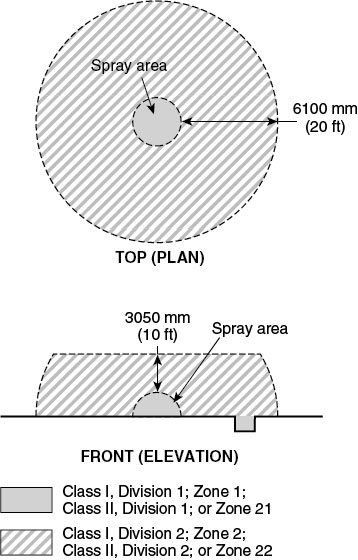 Spray area
6100 mm
(20 ft)
TOP (PLAN)
3050 mm
(10 ft)
Spray area
FRONT (ELEVATION)
Class I, Division 1; Zone 1;
Class II, Division 1; or Zone 21
Class I, Division 2; Zone 2;
Class II, Division 2; or Zone 22